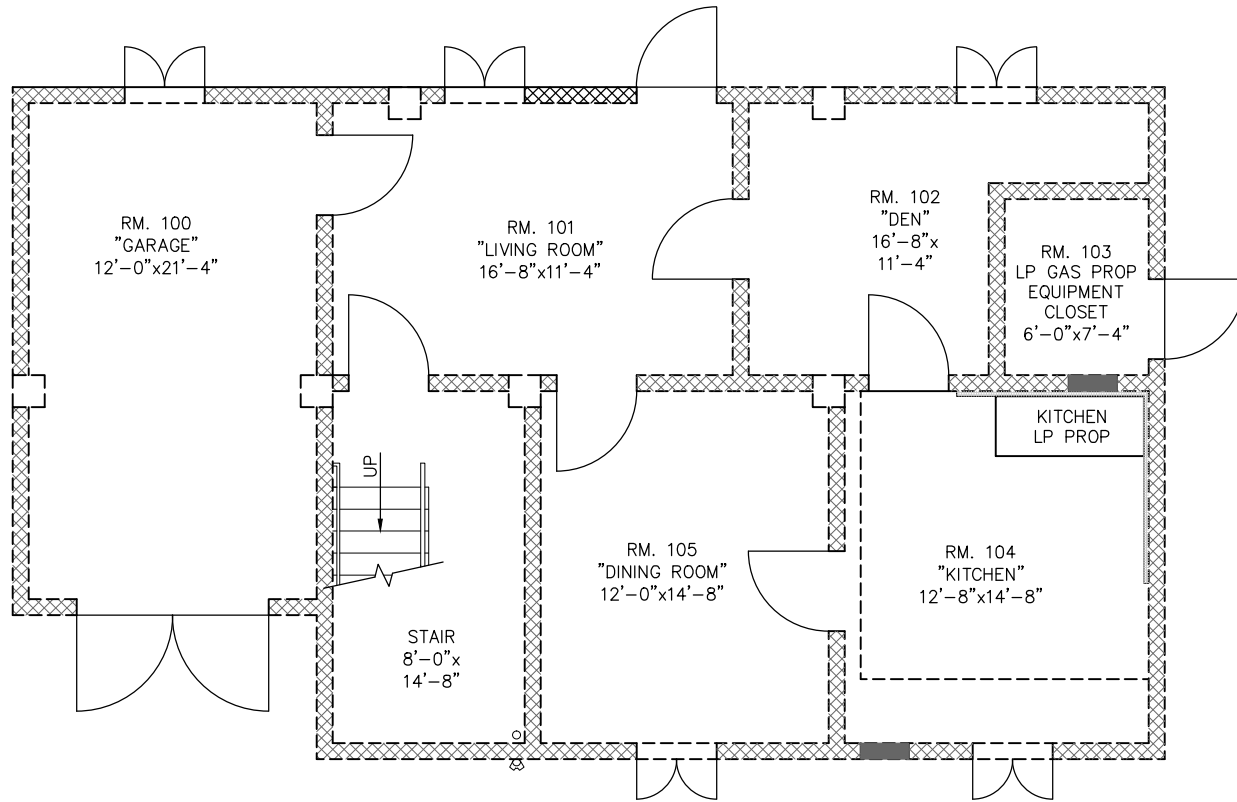 RM. 100
"GARAGE"
12'-0"x21'-4"
RM. 101
"LIVING ROOM"
16'-8"x11'-4"
RM. 102
"DEN"
16'-8"x
11'-4"
RM. 103
LP GAS PROP
EQUIPMENT
CLOSET
6'-0"x7'-4"
KITCHEN
LP PROP
UP
RM. 105
"DINING ROOM"
12'-0"x14'-8"
RM. 104
"KITCHEN"
12'-8"x14'-8"
STAIR
8'-0"x
14'-8"